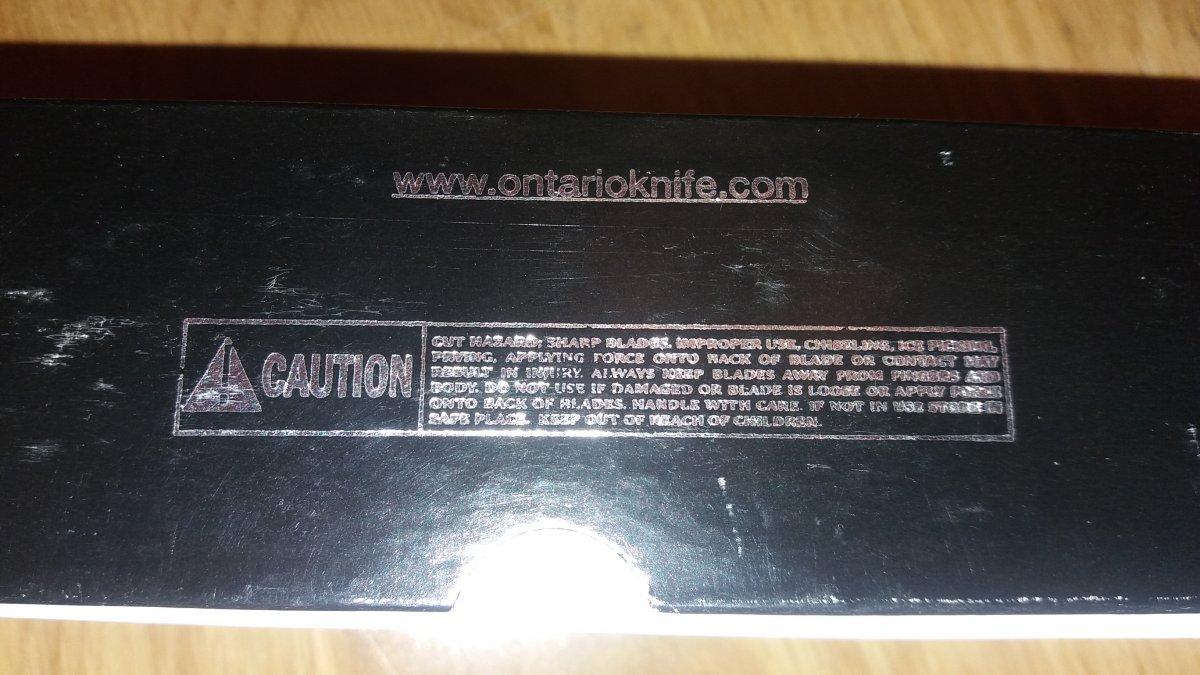 www.ontarioknife.com
CAUTION
CUT HAZARD; SHARP BLADES. IMPROPER USE, CHISELING, ICE PICKING,
PRYING, APPLYING FORCE ONTO BACK OF BLADE OR CONTACT MAY
RESULT IN INJURY. ALWAYS KEEP BLADES AWAY FROM FINGERS AND
BODY. DO NOT USE IF DAMAGED OR BLADE IS LOOSE OR APPLY FORCE
ONTO BACK OF BLADES. HANDLE WITH CARE. IF NOT IN USE STORE IN
SAFE PLACE. KEEP OUT OF REACH OF CHILDREN.